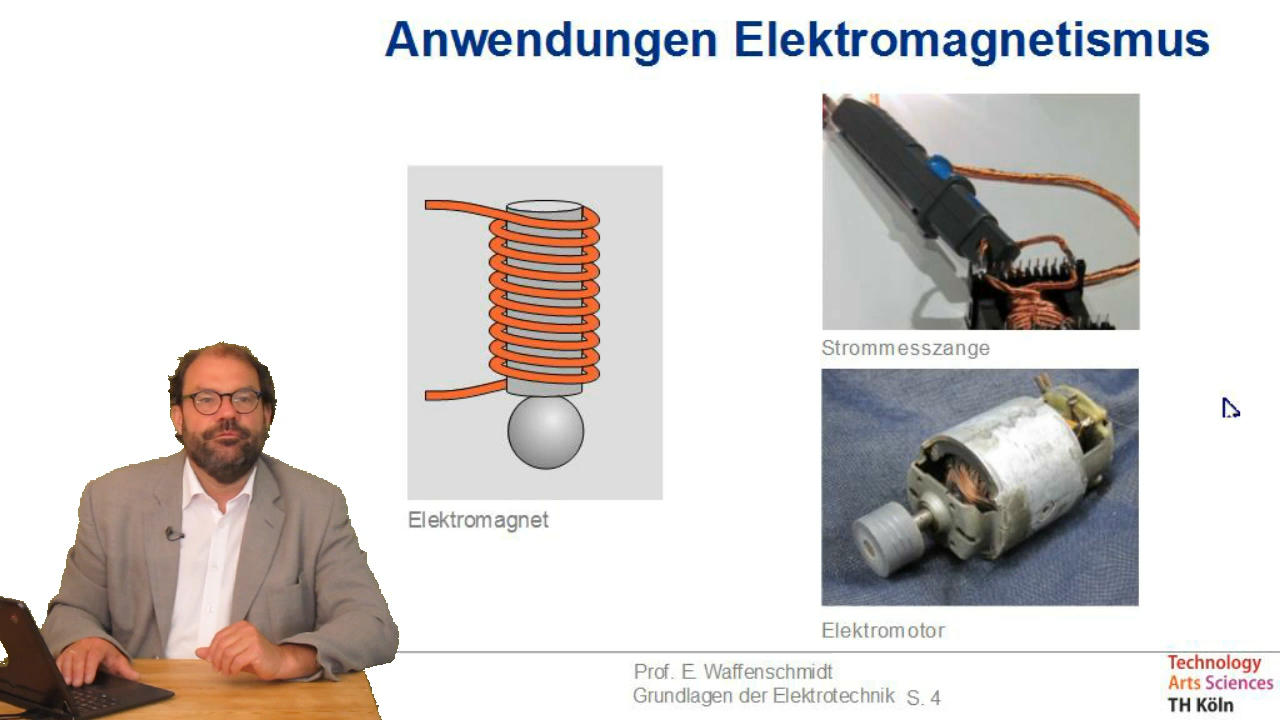 Anwendungen Elektromagnetismus
Strommesszange
Elektromagnet
Elektromotor
Prof. E. Waffenschmidt
Grundlagen der Elektrotechnik S. 4
Technology
Arts Sciences
TH Köln